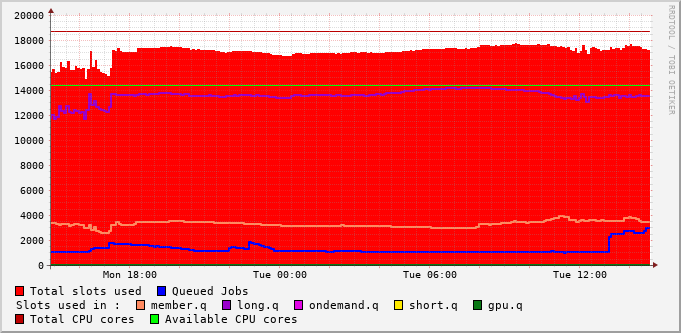 20000
18000
16000
14000
12000
10000
8000
6000
4000
2000
0
Mon 18:00 Tue 00:00 Tue 06:00 Tue 12:00
Total slots used Queued Jobs
Slots used in : member.q long.q ondemand.q short.q gpu.q
Total CPU cores Available CPU cores
RRDTOOL / TOBI OETIKER